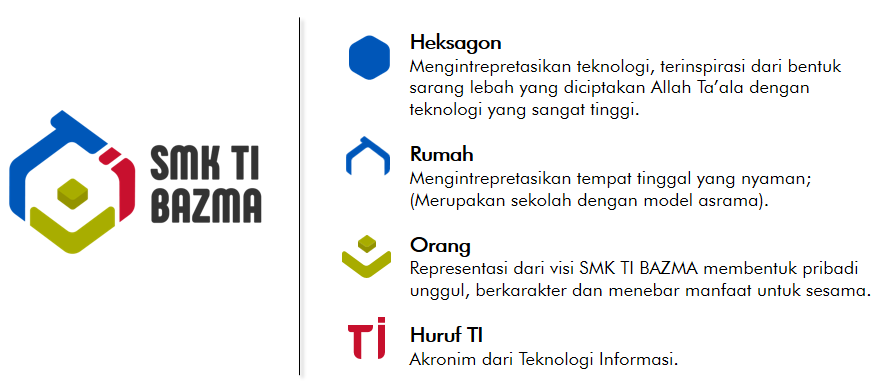 SMK TI
BAZMA
Heksagon
Mengintrepretasikan teknologi, terinspirasi dari bentuk
sarang lebah yang diciptakan Allah Ta’ala dengan
teknologi yang sangat tinggi.
Rumah
Mengintrepretasikan tempat tinggal yang nyaman;
(Merupakan sekolah dengan model asrama).
Orang
Representasi dari visi SMK TI BAZMA membentuk pribadi
unggul, berkarakter dan menebar manfaat untuk sesama.
Ti
Huruf TI
Akronim dari Teknologi Informasi.